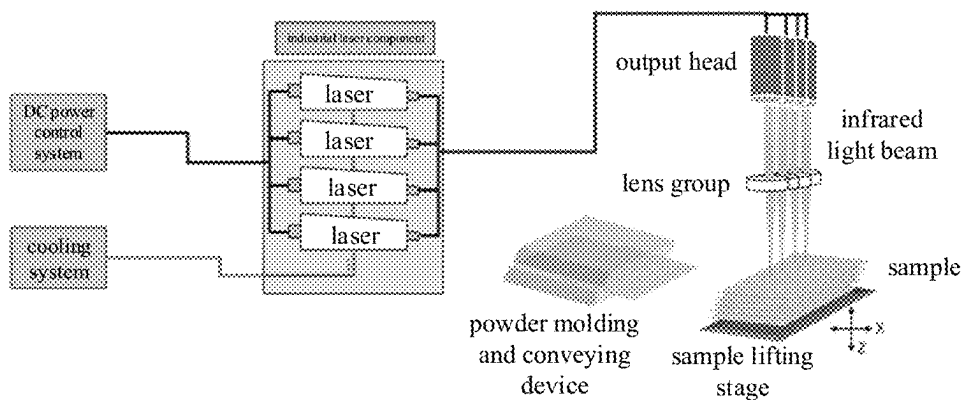 industrial laser component
DC power
control
system
cooling
system
laser
laser
laser
laser
output head
infrared
light beam
lens group
sample
powder molding
and conveying
device
sample lifting
stage
X
Z